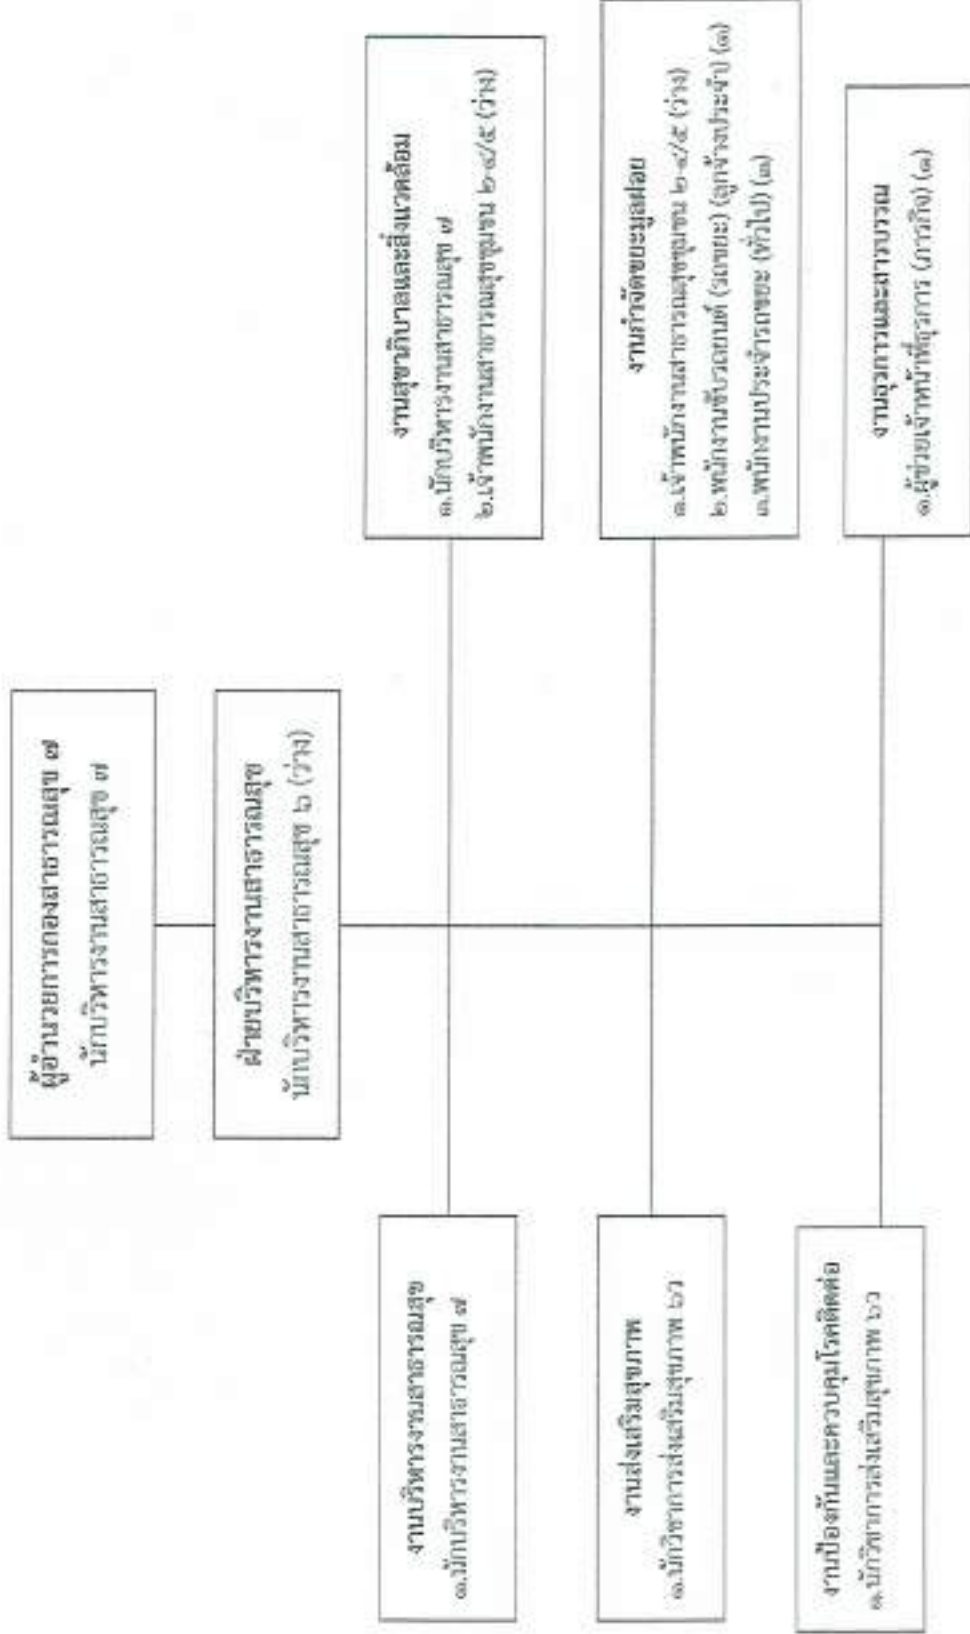 ผู้อำนวยการกองสาธารณสุข ๗
นักบริหารงานสาธารณสุข ๗
ฝ่ายบริหารงานสาธารณสุข
นักบริหารงานสาธารณสุข ๖ (ว่าง)
งานบริหารงานสาธารณสุข
๑.นักบริหารงานสาธารณสุข ๗
งานสุขาภิบาลและสิ่งแวดล้อม
๑.นักบริหารงานสาธารณสุข ๗
๒.เจ้าพนักงานสาธารณสุขชุมชน ๒-๔/๕ (ว่าง)
งานส่งเสริมสุขภาพ
๑.นักวิชาการส่งเสริมสุขภาพ ๖ว
งานกำจัดขยะมูลฝอย
๑.เจ้าพนักงานสาธารณสุขชุมชน ๒-๔/๕ (ว่าง)
๒.พนักงานขับรถยนต์ (รถขยะ) (ลูกจ้างประจำ) (๑)
๓.พนักงานประจำรถขยะ (ทั่วไป) (๓)
งานป้องกันและควบคุมโรคติดต่อ
๑.นักวิชาการส่งเสริมสุขภาพ ๖ว
งานธุรการและสารบรรณ
๑.ผู้ช่วยเจ้าหน้าที่ธุรการ (ภารกิจ) (๑)